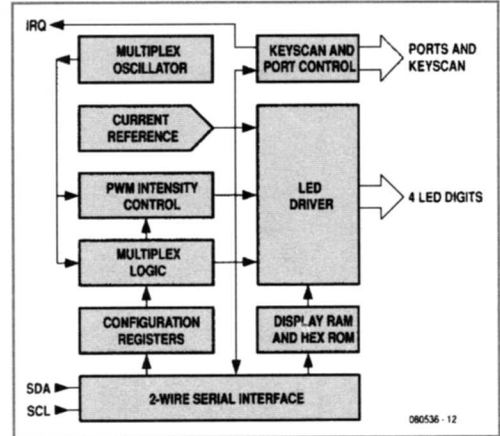 IRQ
MULTIPLEX
OSCILLATOR
KEYSCAN AND
PORT CONTROL
PORTS AND
KEYSCAN
CURRENT
REFERENCE
PWM INTENSITY
CONTROL
LED
DRIVER
4 LED DIGITS
MULTIPLEX
LOGIC
CONFIGURATION
REGISTERS
DISPLAY RAM
AND HEX ROM
SDA
SCL
2-WIRE SERIAL INTERFACE
080536 - 12